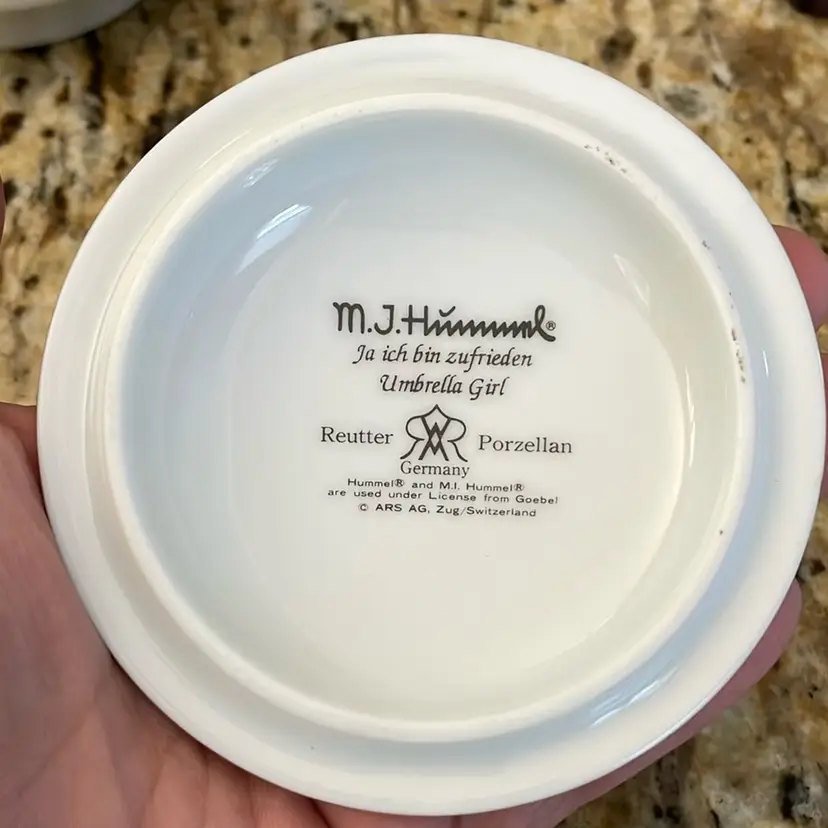 M.J.Hummel®
Ja ich bin zufrieden
Umbrella Girl
Reutter Porzellan
Germany
Hummel® and M.I. Hummel®
are used under License from Goebel
© ARS AG, Zug/Switzerland